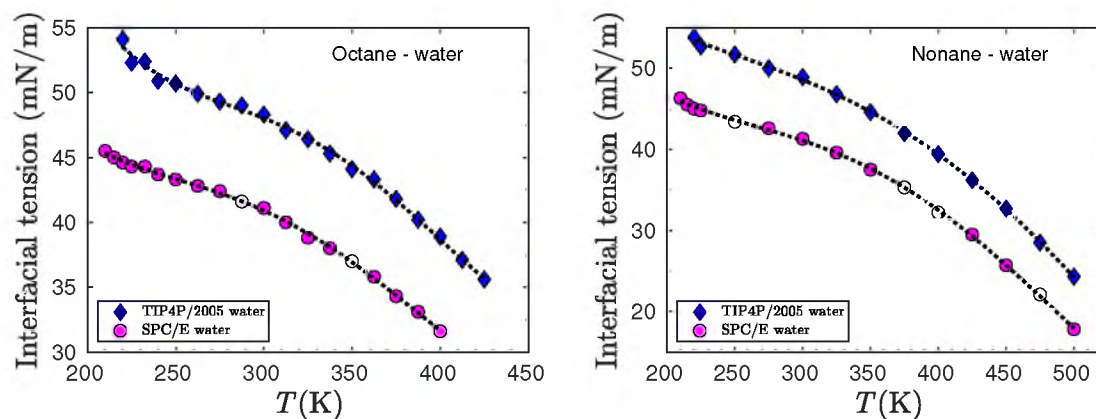 Interfacial tension (mN/m)
55
50
45
40
35
30
Octane - water
TIP4P/2005 water
SPC/E water
200 250 300 350 400 450
T(K)
Interfacial tension (mN/m)
50
40
30
20
Nonane - water
TIP4P/2005 water
SPC/E water
200 250 300 350 400 450 500
T(K)